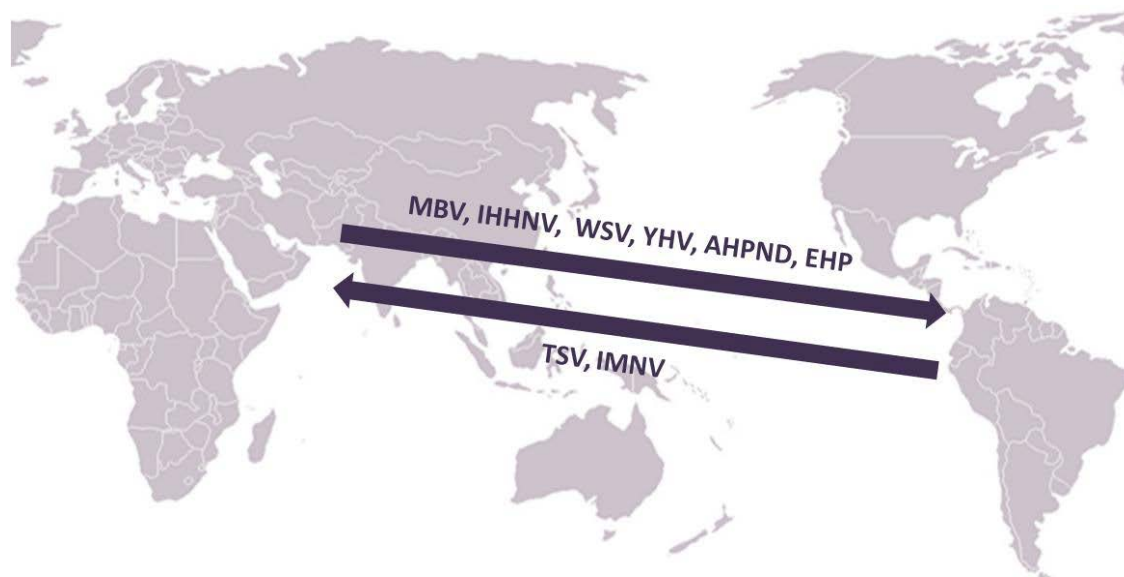 MBV, IHHNV, WSV, YHV, AHPND, EHP
TSV, IMNV